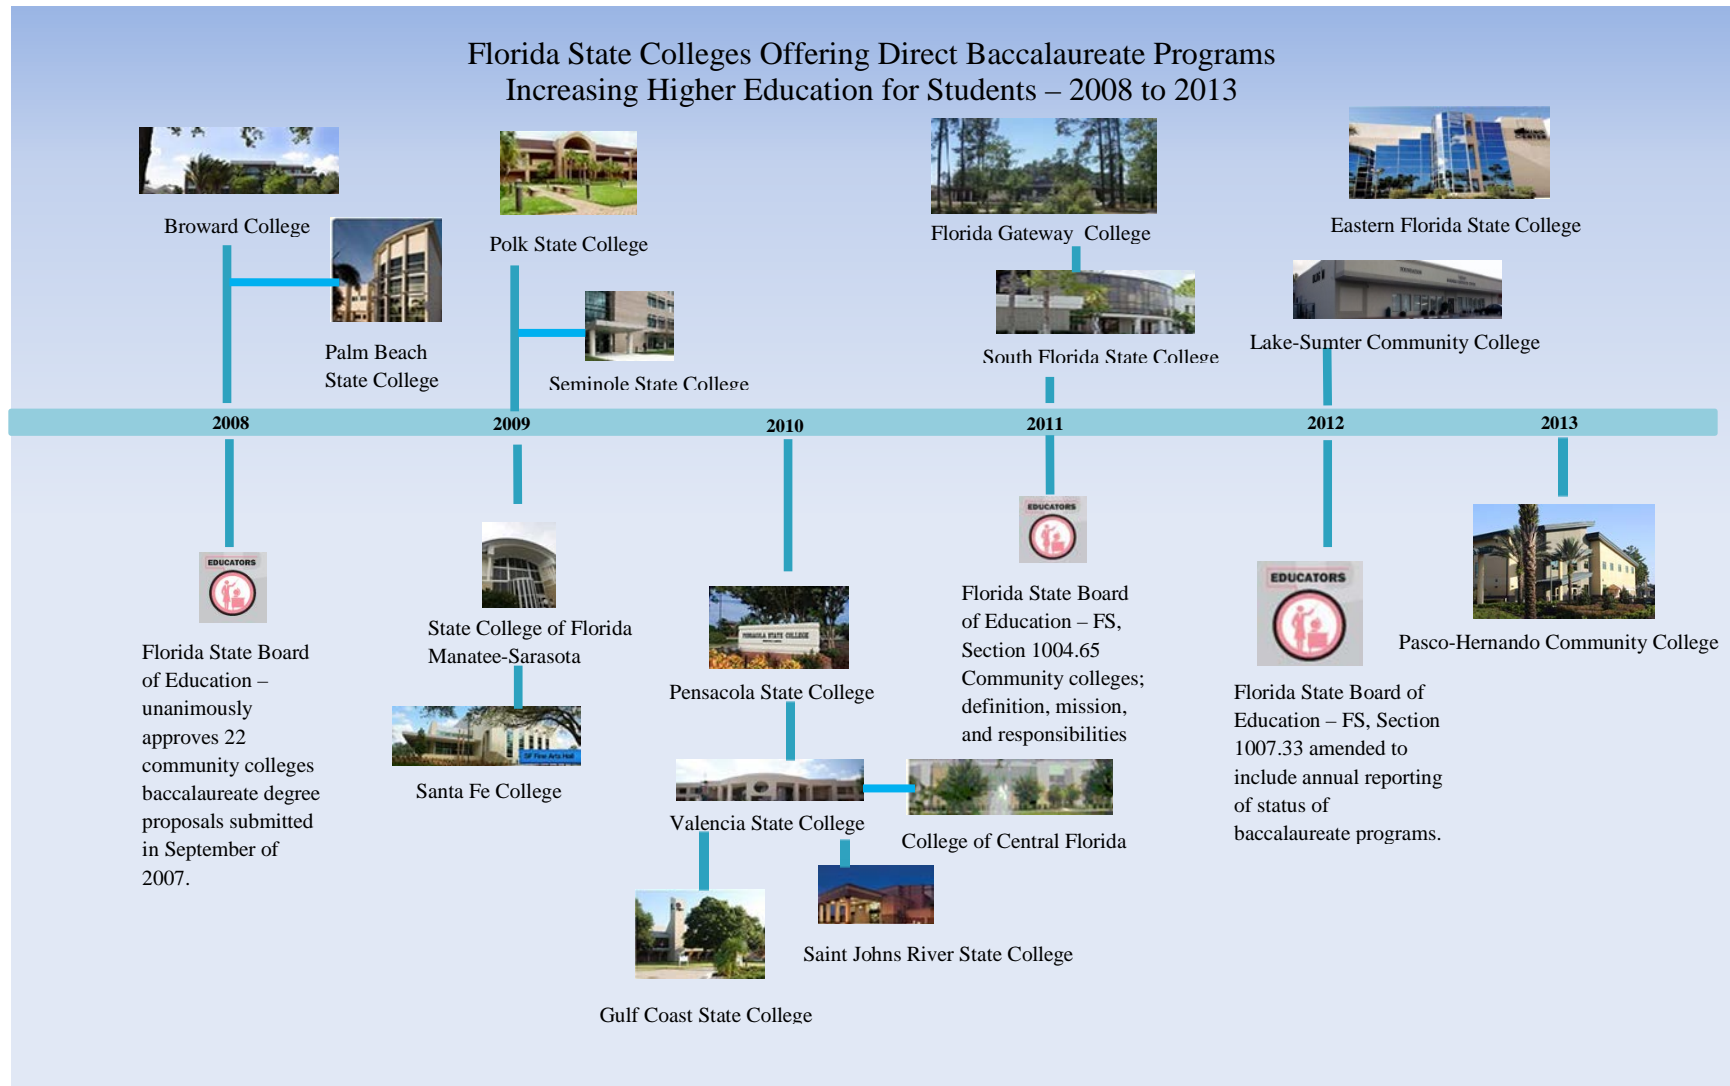 Florida State Colleges Offering Direct Baccalaureate Programs
Increasing Higher Education for Students – 2008 to 2013
Broward College
Palm Beach
State College
Polk State College
Seminole State College
Florida Gateway College
South Florida State College
Eastern Florida State College
Lake-Sumter Community College
2008
2009
2010
2011
2012
2013
EDUCATORS
Florida State Board
of Education –
unanimously
approves 22
community colleges
baccalaureate degree
proposals submitted
in September of
2007.
State College of Florida
Manatee-Sarasota
SF Fine Arts Hall
Santa Fe College
PENSACOLA STATE COLLEGE
Pensacola State College
Valencia State College
College of Central Florida
Gulf Coast State College
Saint Johns River State College
EDUCATORS
Florida State Board
of Education – FS,
Section 1004.65
Community colleges;
definition, mission,
and responsibilities
EDUCATORS
Florida State Board of
Education – FS, Section
1007.33 amended to
include annual reporting
of status of
baccalaureate programs.
Pasco-Hernando Community College